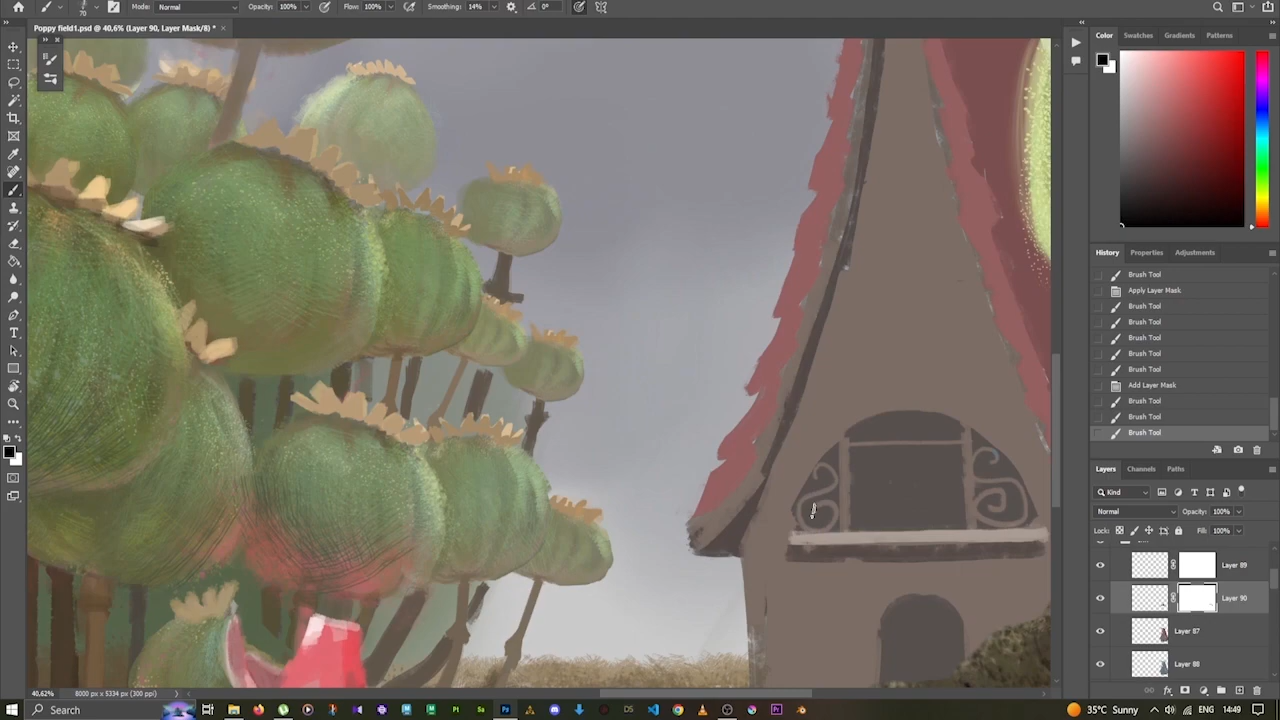 70
Mode: Normal Opacity: 100% Flow: 100% Smoothing: 14% 0°
Poppy field1.psd @ 40,6% (Layer 90, Layer Mask/8) *
Color Swatches Gradients Patterns
History Properties Adjustments
Brush Tool
Apply Layer Mask
Brush Tool
Brush Tool
Brush Tool
Brush Tool
Brush Tool
Add Layer Mask
Brush Tool
Brush Tool
Brush Tool
Layers Channels Paths
Kind
Normal Opacity: 100%
Lock: Fill: 100%
Layer 89
Layer 90
Layer 87
Layer 88
40,62% 8000 px x 5334 px (300 ppi)
Search
35°C Sunny ENG 14:49